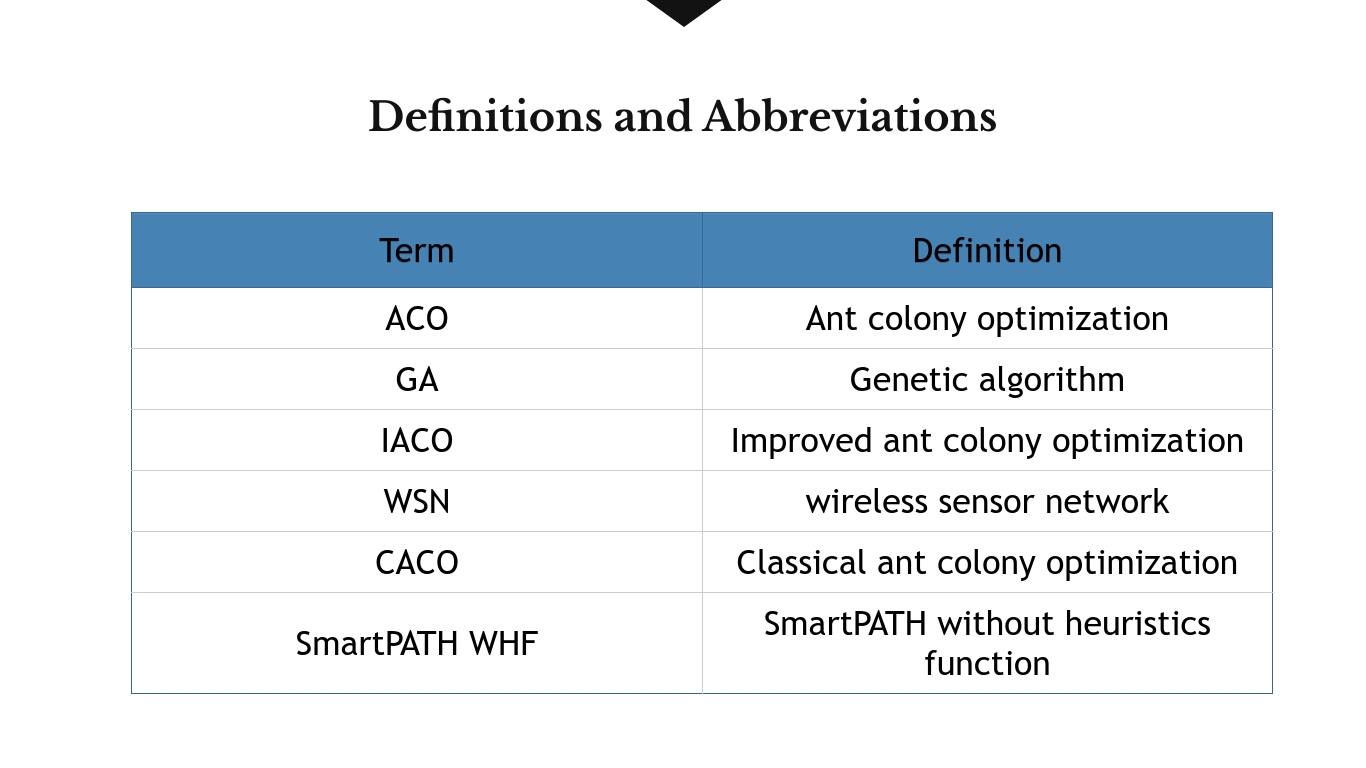 Definitions and Abbreviations
Term
Definition
ACO
Ant colony optimization
GA
Genetic algorithm
IACO
Improved ant colony optimization
WSN
wireless sensor network
CACO
Classical ant colony optimization
SmartPATH WHF
SmartPATH without heuristics
function